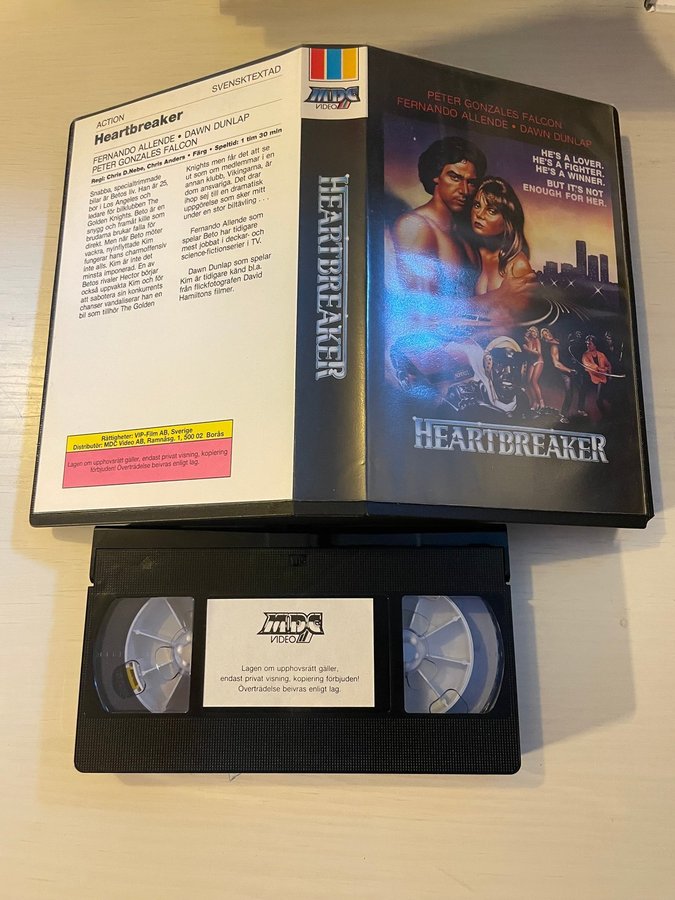 ACTION
SVENSKTEXTAD
Heartbreaker
FERNANDO ALLENDE • DAWN DUNLAP
PETER GONZALES FALCON
Regi: Chris D.Nebe, Chris Anders • Färg • Speltid: 1 tim 30 min
Snabba, specialtrimmade
bilar är Betos liv. Han är 25,
bor i Los Angeles och
ledare för bilklubben The
Golden Knights. Beto är en
snygg och framåt kille som
brudarna brukar falla för
direkt. Men när Beto möter
vackra, nyinflyttade Kim
fungerar hans charmoffensiv
inte alls. Kim är inte det
minsta imponerad. En av
Betos rivaler Hector börjar
också uppvakta Kim och för
att sabotera sin konkurrents
chanser vandaliserar han en
bil som tillhör The Golden
Knights men får det att se
ut som om medlemmar i en
annan klubb, Vikingarna, är
dom ansvariga. Det drar
ihop sej till en dramatisk
uppgörelse som sker mitt
under en stor biltävling . . .
Fernando Allende som
spelar Beto har tidigare
mest jobbat i deckar- och
science-fictionserier i TV.
Dawn Dunlap som spelar
Kim är tidigare känd bl.a.
från flickfotografen David
Hamiltons filmer.
Rättigheter: VIP-Film AB, Sverige
Distributör: MDC Video AB, Ramnåsg. 1, 500 02 Borås
Lagen om upphovsrätt gäller, endast privat visning, kopiering
förbjuden! Överträdelse beivras enligt lag.
MDC
VIDEO
HEARTBREAKER
PETER GONZALES FALCON
FERNANDO ALLENDE • DAWN DUNLAP
HE'S A LOVER.
HE'S A FIGHTER.
HE'S A WINNER.
BUT IT'S NOT
ENOUGH FOR HER.
HEARTBREAKER
MDC
VIDEO
Lagen om upphovsrätt gäller,
endast privat visning, kopiering förbjuden!
Överträdelse beivras enligt lag.